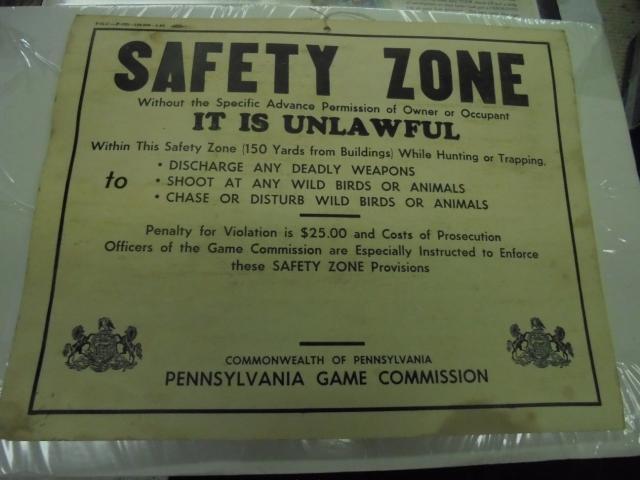 SAFETY ZONE
Without the Specific Advance Permission of Owner or Occupant
IT IS UNLAWFUL
Within This Safety Zone (150 Yards from Buildings) While Hunting or Trapping,
to
• DISCHARGE ANY DEADLY WEAPONS
• SHOOT AT ANY WILD BIRDS OR ANIMALS
• CHASE OR DISTURB WILD BIRDS OR ANIMALS
Penalty for Violation is $25.00 and Costs of Prosecution
Officers of the Game Commission are Especially Instructed to Enforce
these SAFETY ZONE Provisions
COMMONWEALTH OF PENNSYLVANIA
PENNSYLVANIA GAME COMMISSION